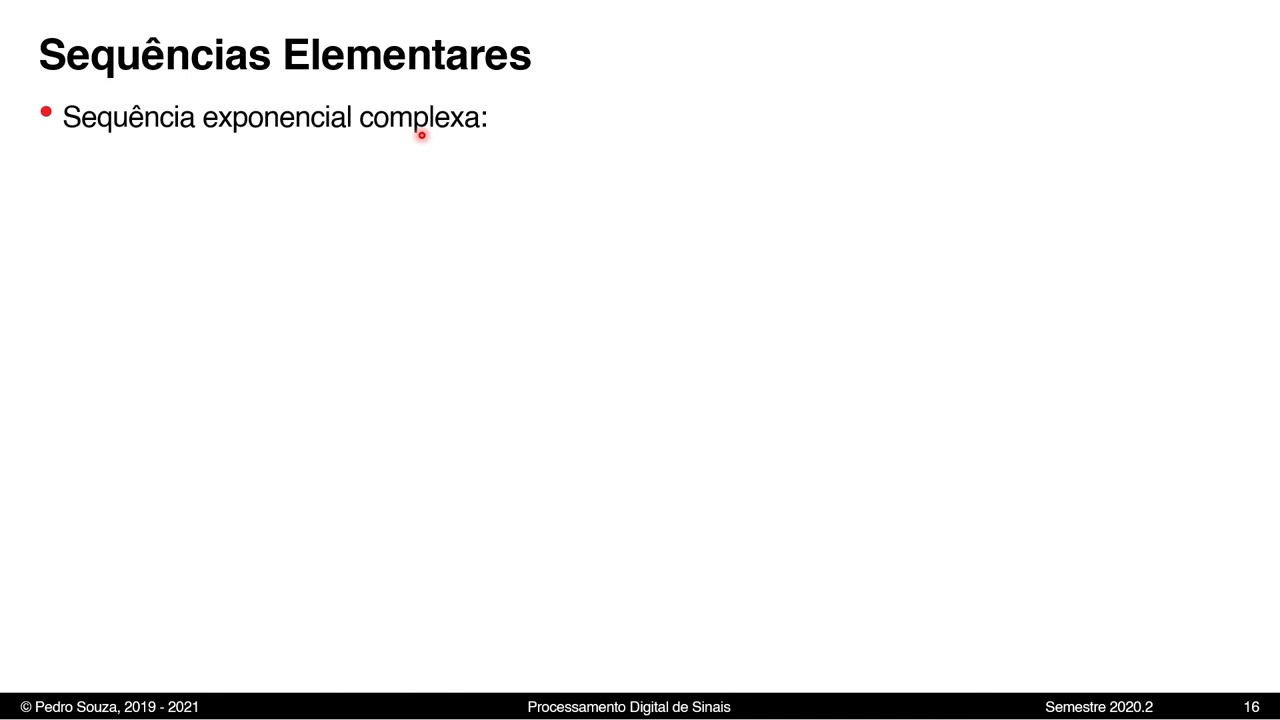 Sequências Elementares
• Sequência exponencial complexa:
© Pedro Souza, 2019 - 2021 Processamento Digital de Sinais Semestre 2020.2 16